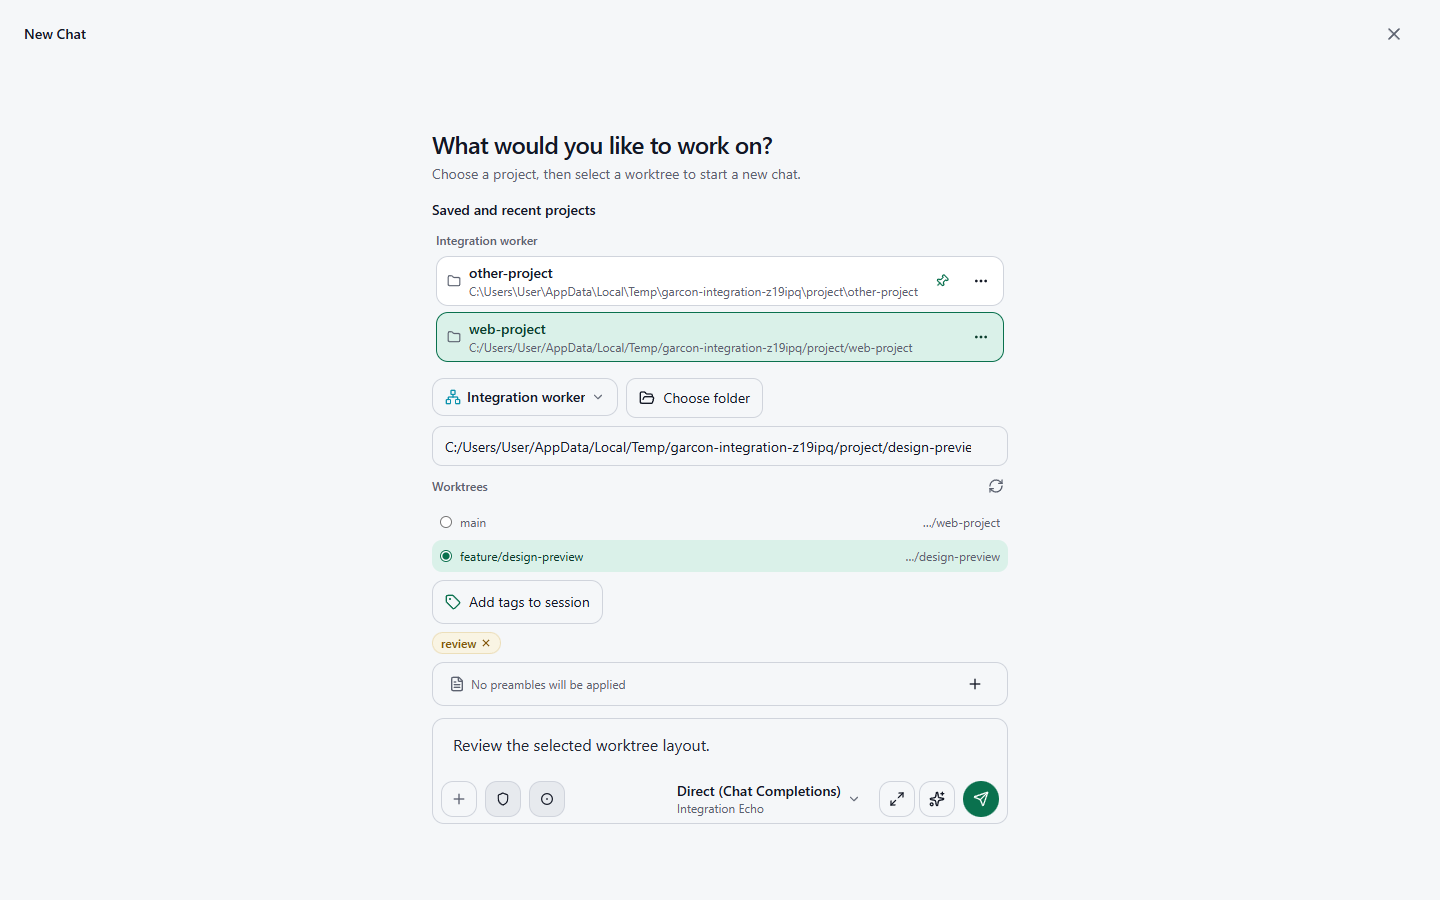 New Chat
What would you like to work on?
Choose a project, then select a worktree to start a new chat.
Saved and recent projects
Integration worker
other-project
C:\Users\User\AppData\Local\Temp\garcon-integration-z19ipq\project\other-project
web-project
C:/Users/User/AppData/Local/Temp/garcon-integration-z19ipq/project/web-project
Integration worker
Choose folder
C:/Users/User/AppData/Local/Temp/garcon-integration-z19ipq/project/design-previe
Worktrees
main .../web-project
feature/design-preview .../design-preview
Add tags to session
review
No preambles will be applied
Review the selected worktree layout.
Direct (Chat Completions)
Integration Echo